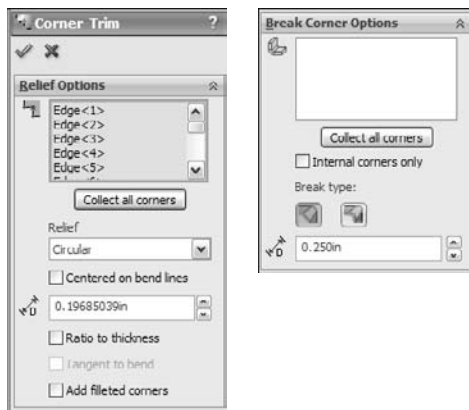 Corner Trim ?
Relief Options
Edge<1>
Edge<2>
Edge<3>
Edge<4>
Edge<5>
Collect all corners
Relief
Circular
Centered on bend lines
D
0.19685039in
Ratio to thickness
Tangent to bend
Add filleted corners
Break Corner Options
Collect all corners
Internal corners only
Break type:
D
0.250in